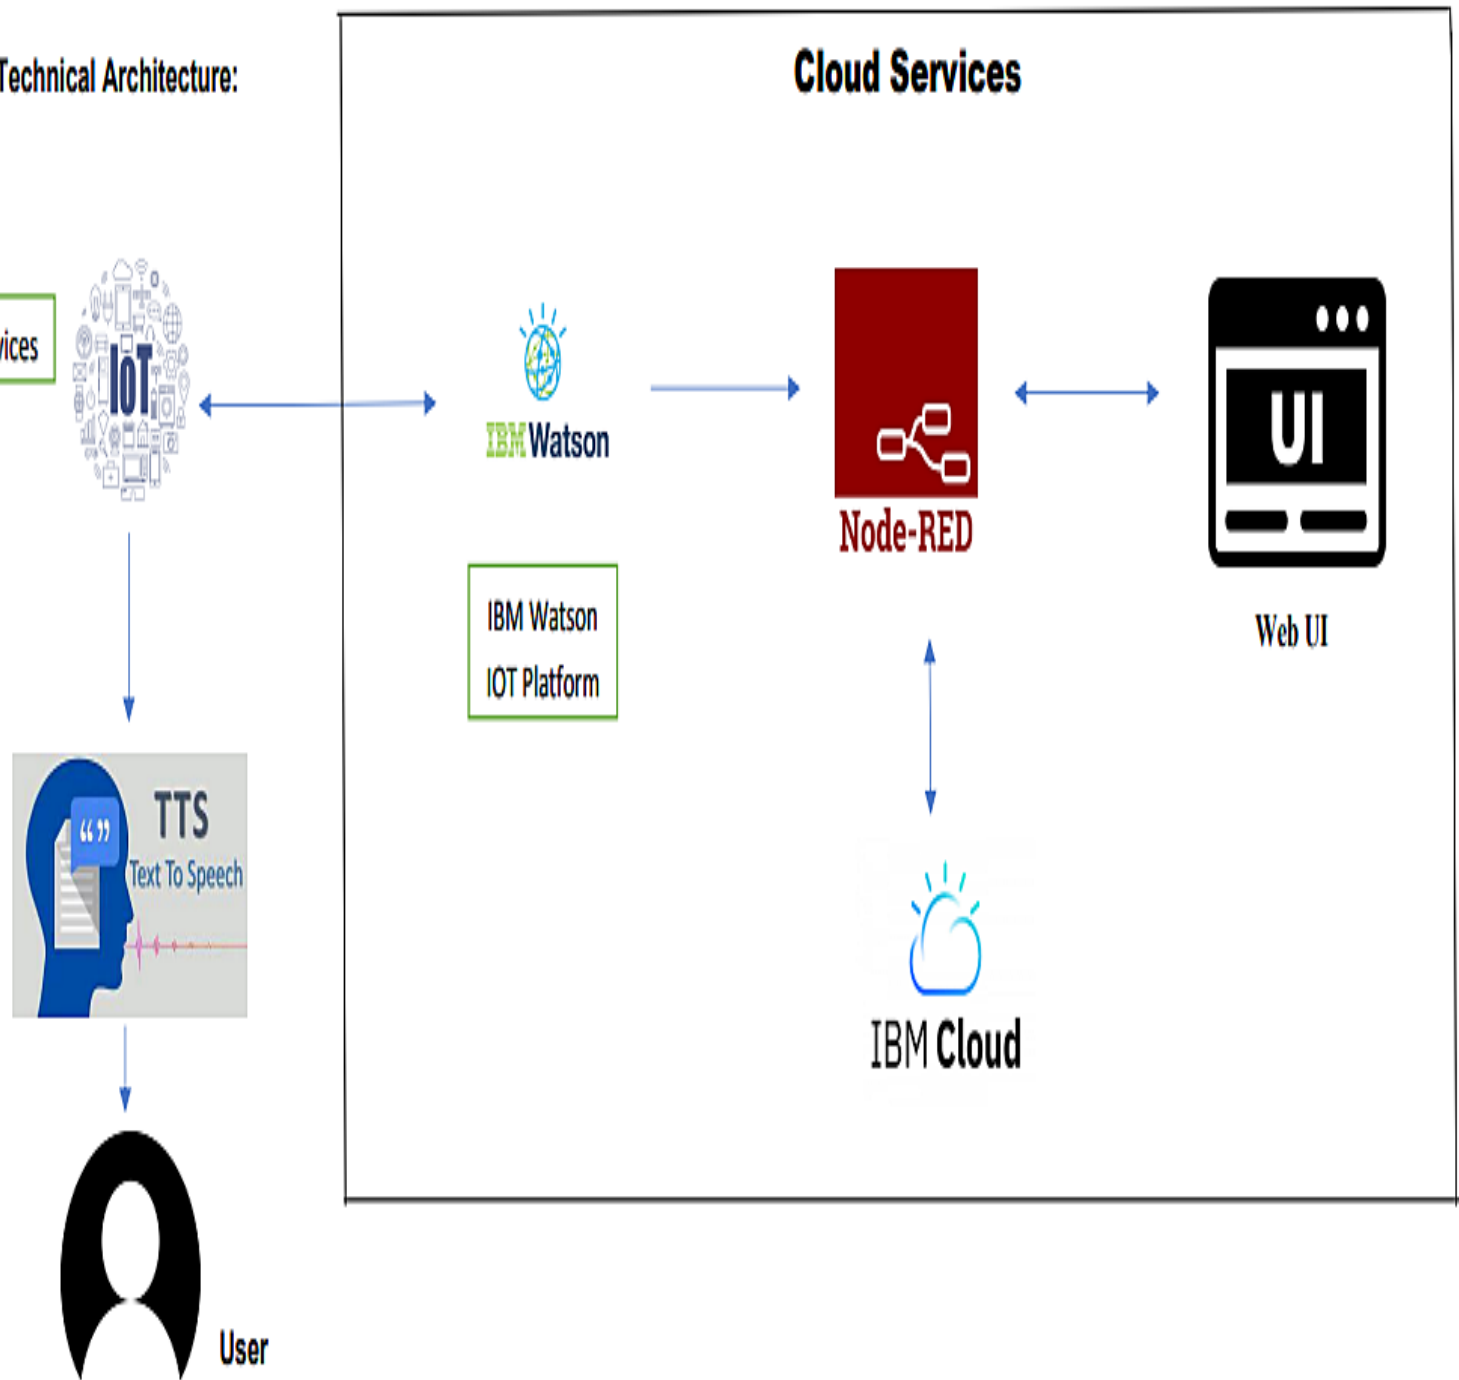 Technical Architecture:
Cloud Services
vices
IoT
IBM Watson
IBM Watson
IOT Platform
Node-RED
UI
Web UI
TTS
Text To Speech
“ ”
IBM Cloud
User